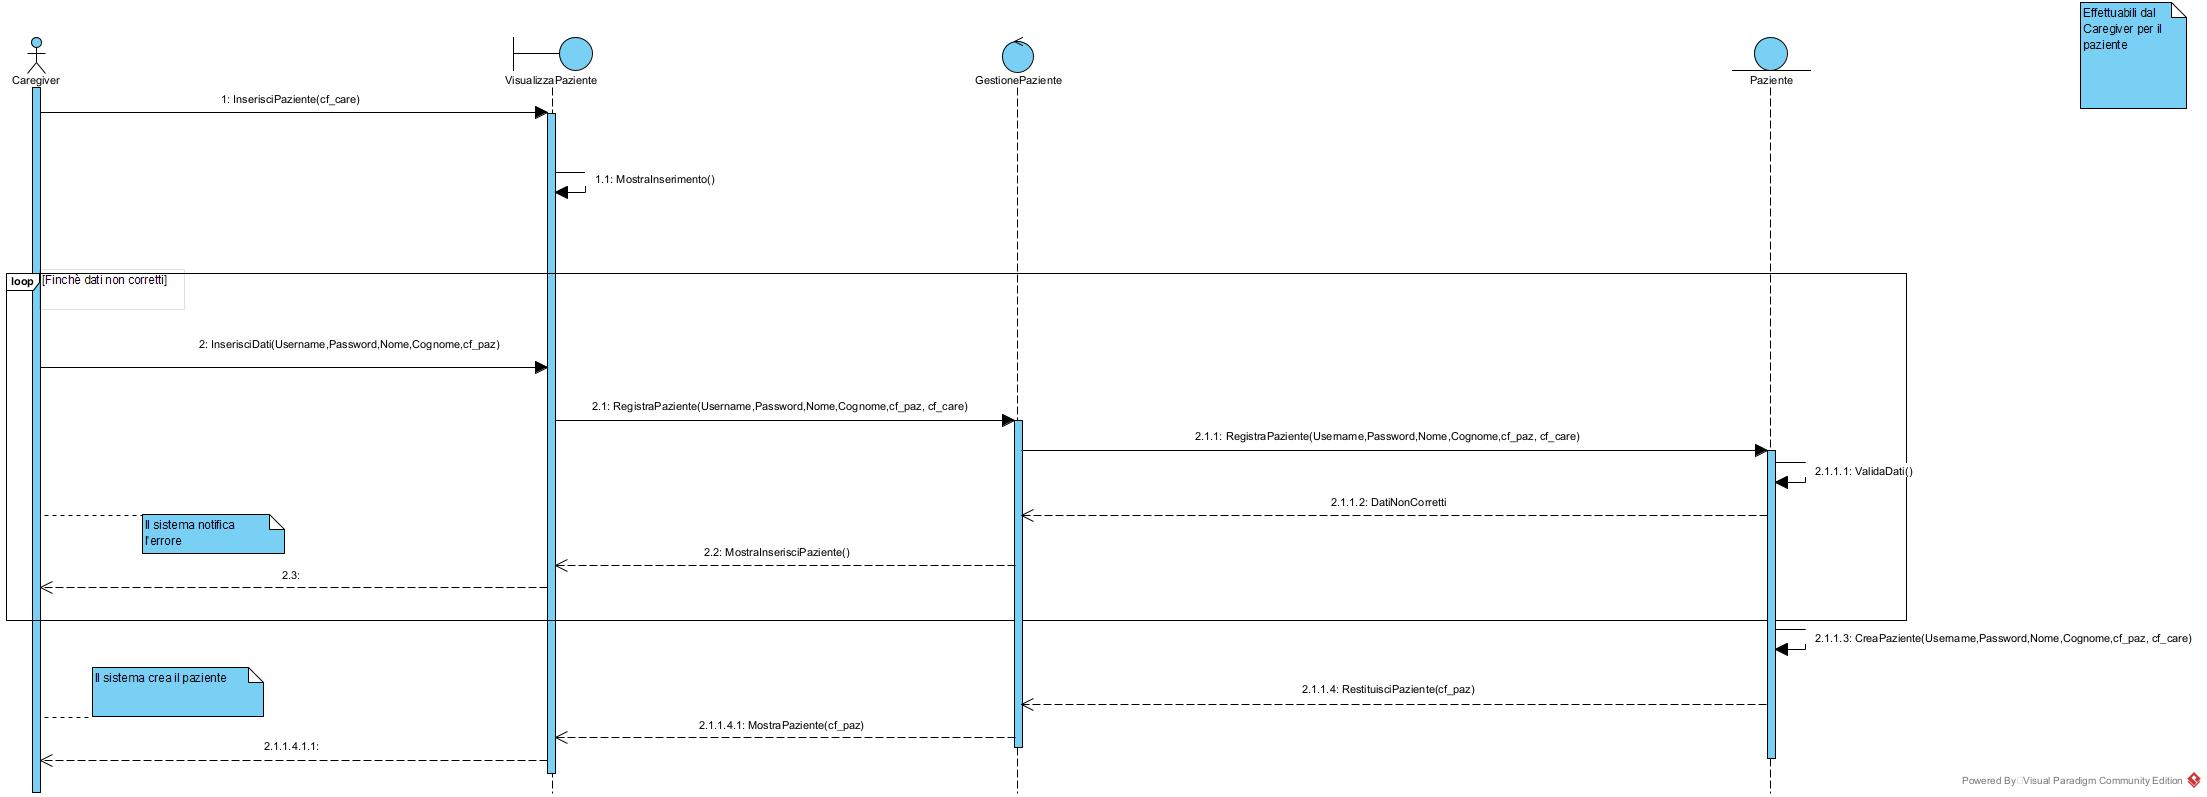 Effettuabili dal
Caregiver per il
paziente
Caregiver
VisualizzaPaziente
GestionePaziente
Paziente
1: InserisciPaziente(cf_care)
1.1: MostraInserimento()
loop
[Finchè dati non corretti]
2: InserisciDati(Username,Password,Nome,Cognome,cf_paz)
2.1: RegistraPaziente(Username,Password,Nome,Cognome,cf_paz, cf_care)
2.1.1: RegistraPaziente(Username,Password,Nome,Cognome,cf_paz, cf_care)
2.1.1.1: ValidaDati()
2.1.1.2: DatiNonCorretti
Il sistema notifica
l'errore
2.2: MostraInserisciPaziente()
2.3:
2.1.1.3: CreaPaziente(Username,Password,Nome,Cognome,cf_paz, cf_care)
Il sistema crea il paziente
2.1.1.4: RestituisciPaziente(cf_paz)
2.1.1.4.1: MostraPaziente(cf_paz)
2.1.1.4.1.1:
Powered By Visual Paradigm Community Edition